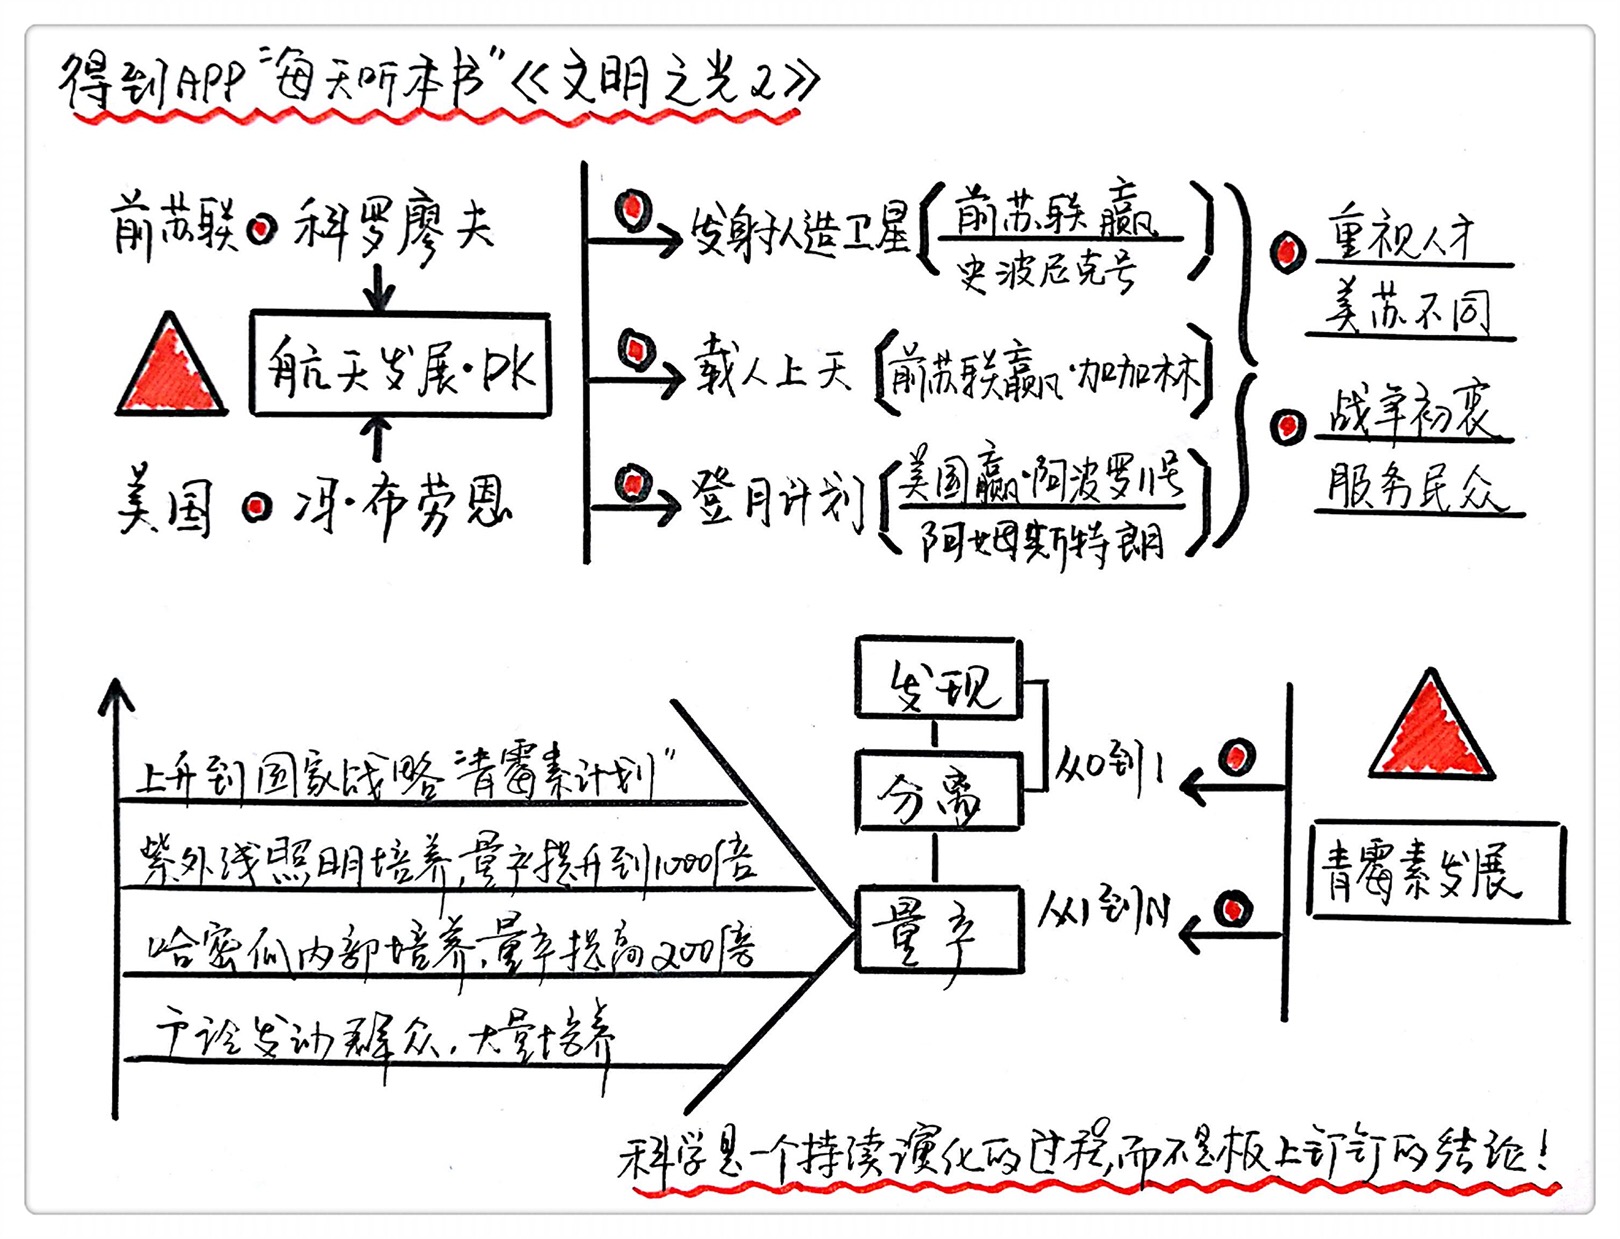 得到APP“每天听本书”《文明之光2》
前苏联 科罗廖夫
航天发展·PK
美国 冯·布劳恩
发射人造卫星
前苏联赢
史波尼克号
载人上天
前苏联赢·加加林
登月计划
美国赢·阿波罗11号
阿姆斯特朗
重视人才
美苏不同
战争初衷
服务民众
上升到国家战略“青霉素计划”
紫外线照明培养,量产提升到1000倍
哈密瓜内部培养,量产提高200倍
发动群众,大量培养
发现
分离
量产
从0到1
从1到N
青霉素发展
科学是一个持续演化的过程,而不是板上钉钉的结论!